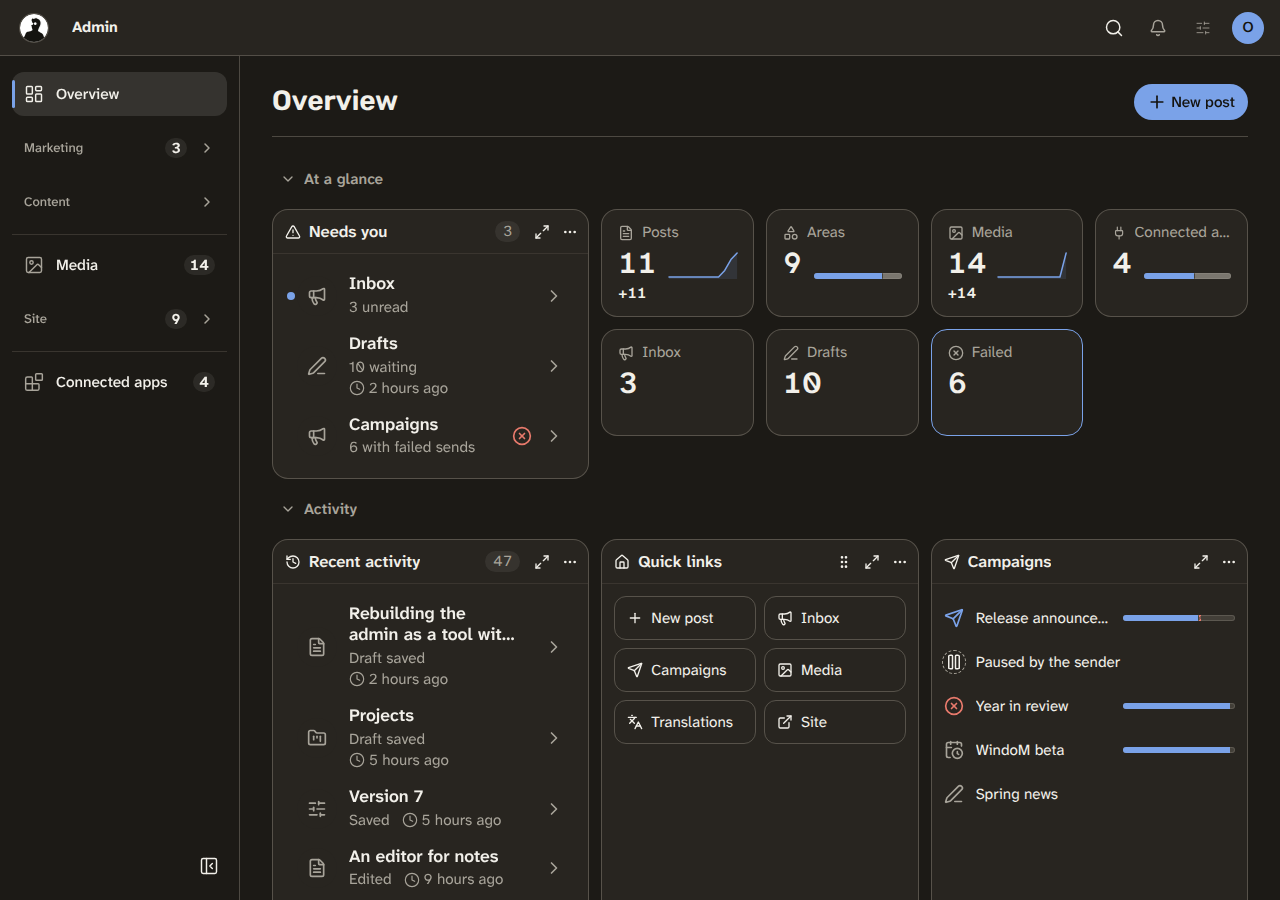 Admin
O
Overview
Marketing
3
Content
Media
14
Site
9
Connected apps
4
Overview
New post
At a glance
Needs you
3
Inbox
3 unread
Drafts
10 waiting
2 hours ago
Campaigns
6 with failed sends
Posts
11
+11
Areas
9
Media
14
+14
Connected a...
4
Inbox
3
Drafts
10
Failed
6
Activity
Recent activity
47
Rebuilding the
admin as a tool wit...
Draft saved
2 hours ago
Projects
Draft saved
5 hours ago
Version 7
Saved 5 hours ago
An editor for notes
Edited 9 hours ago
Quick links
New post
Inbox
Campaigns
Media
Translations
Site
Campaigns
Release announce...
Paused by the sender
Year in review
WindoM beta
Spring news